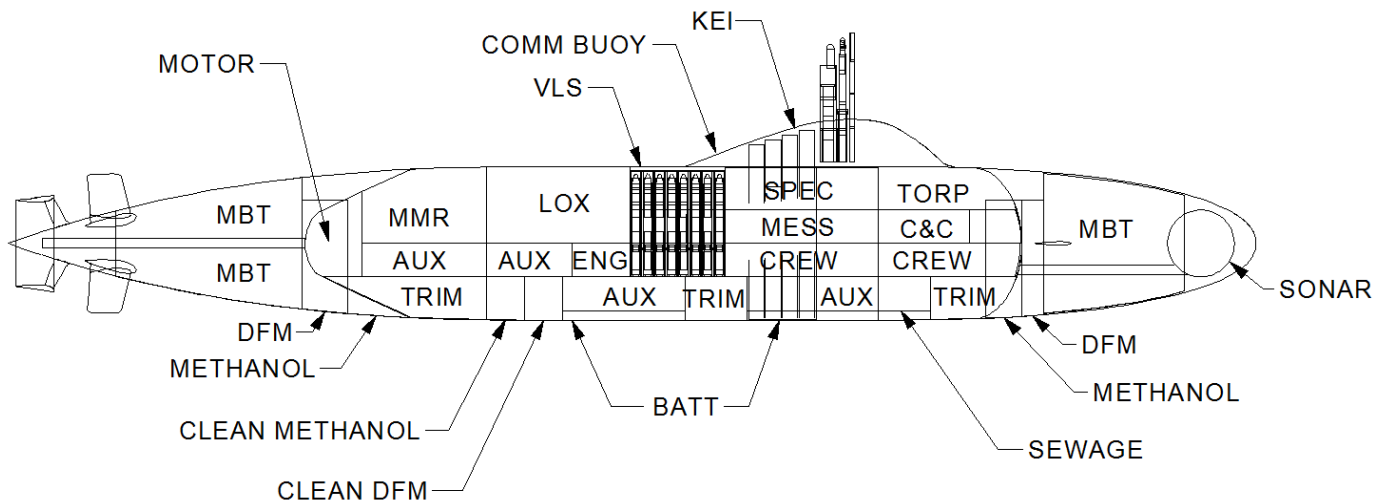 KEI
COMM BUOY
MOTOR
VLS
SPEC
TORP
LOX
MBT
MMR
MESS
C&C
MBT
AUX
AUX
ENG
CREW
CREW
MBT
TRIM
AUX
TRIM
AUX
TRIM
SONAR
DFM
DFM
METHANOL
METHANOL
BATT
CLEAN METHANOL
SEWAGE
CLEAN DFM